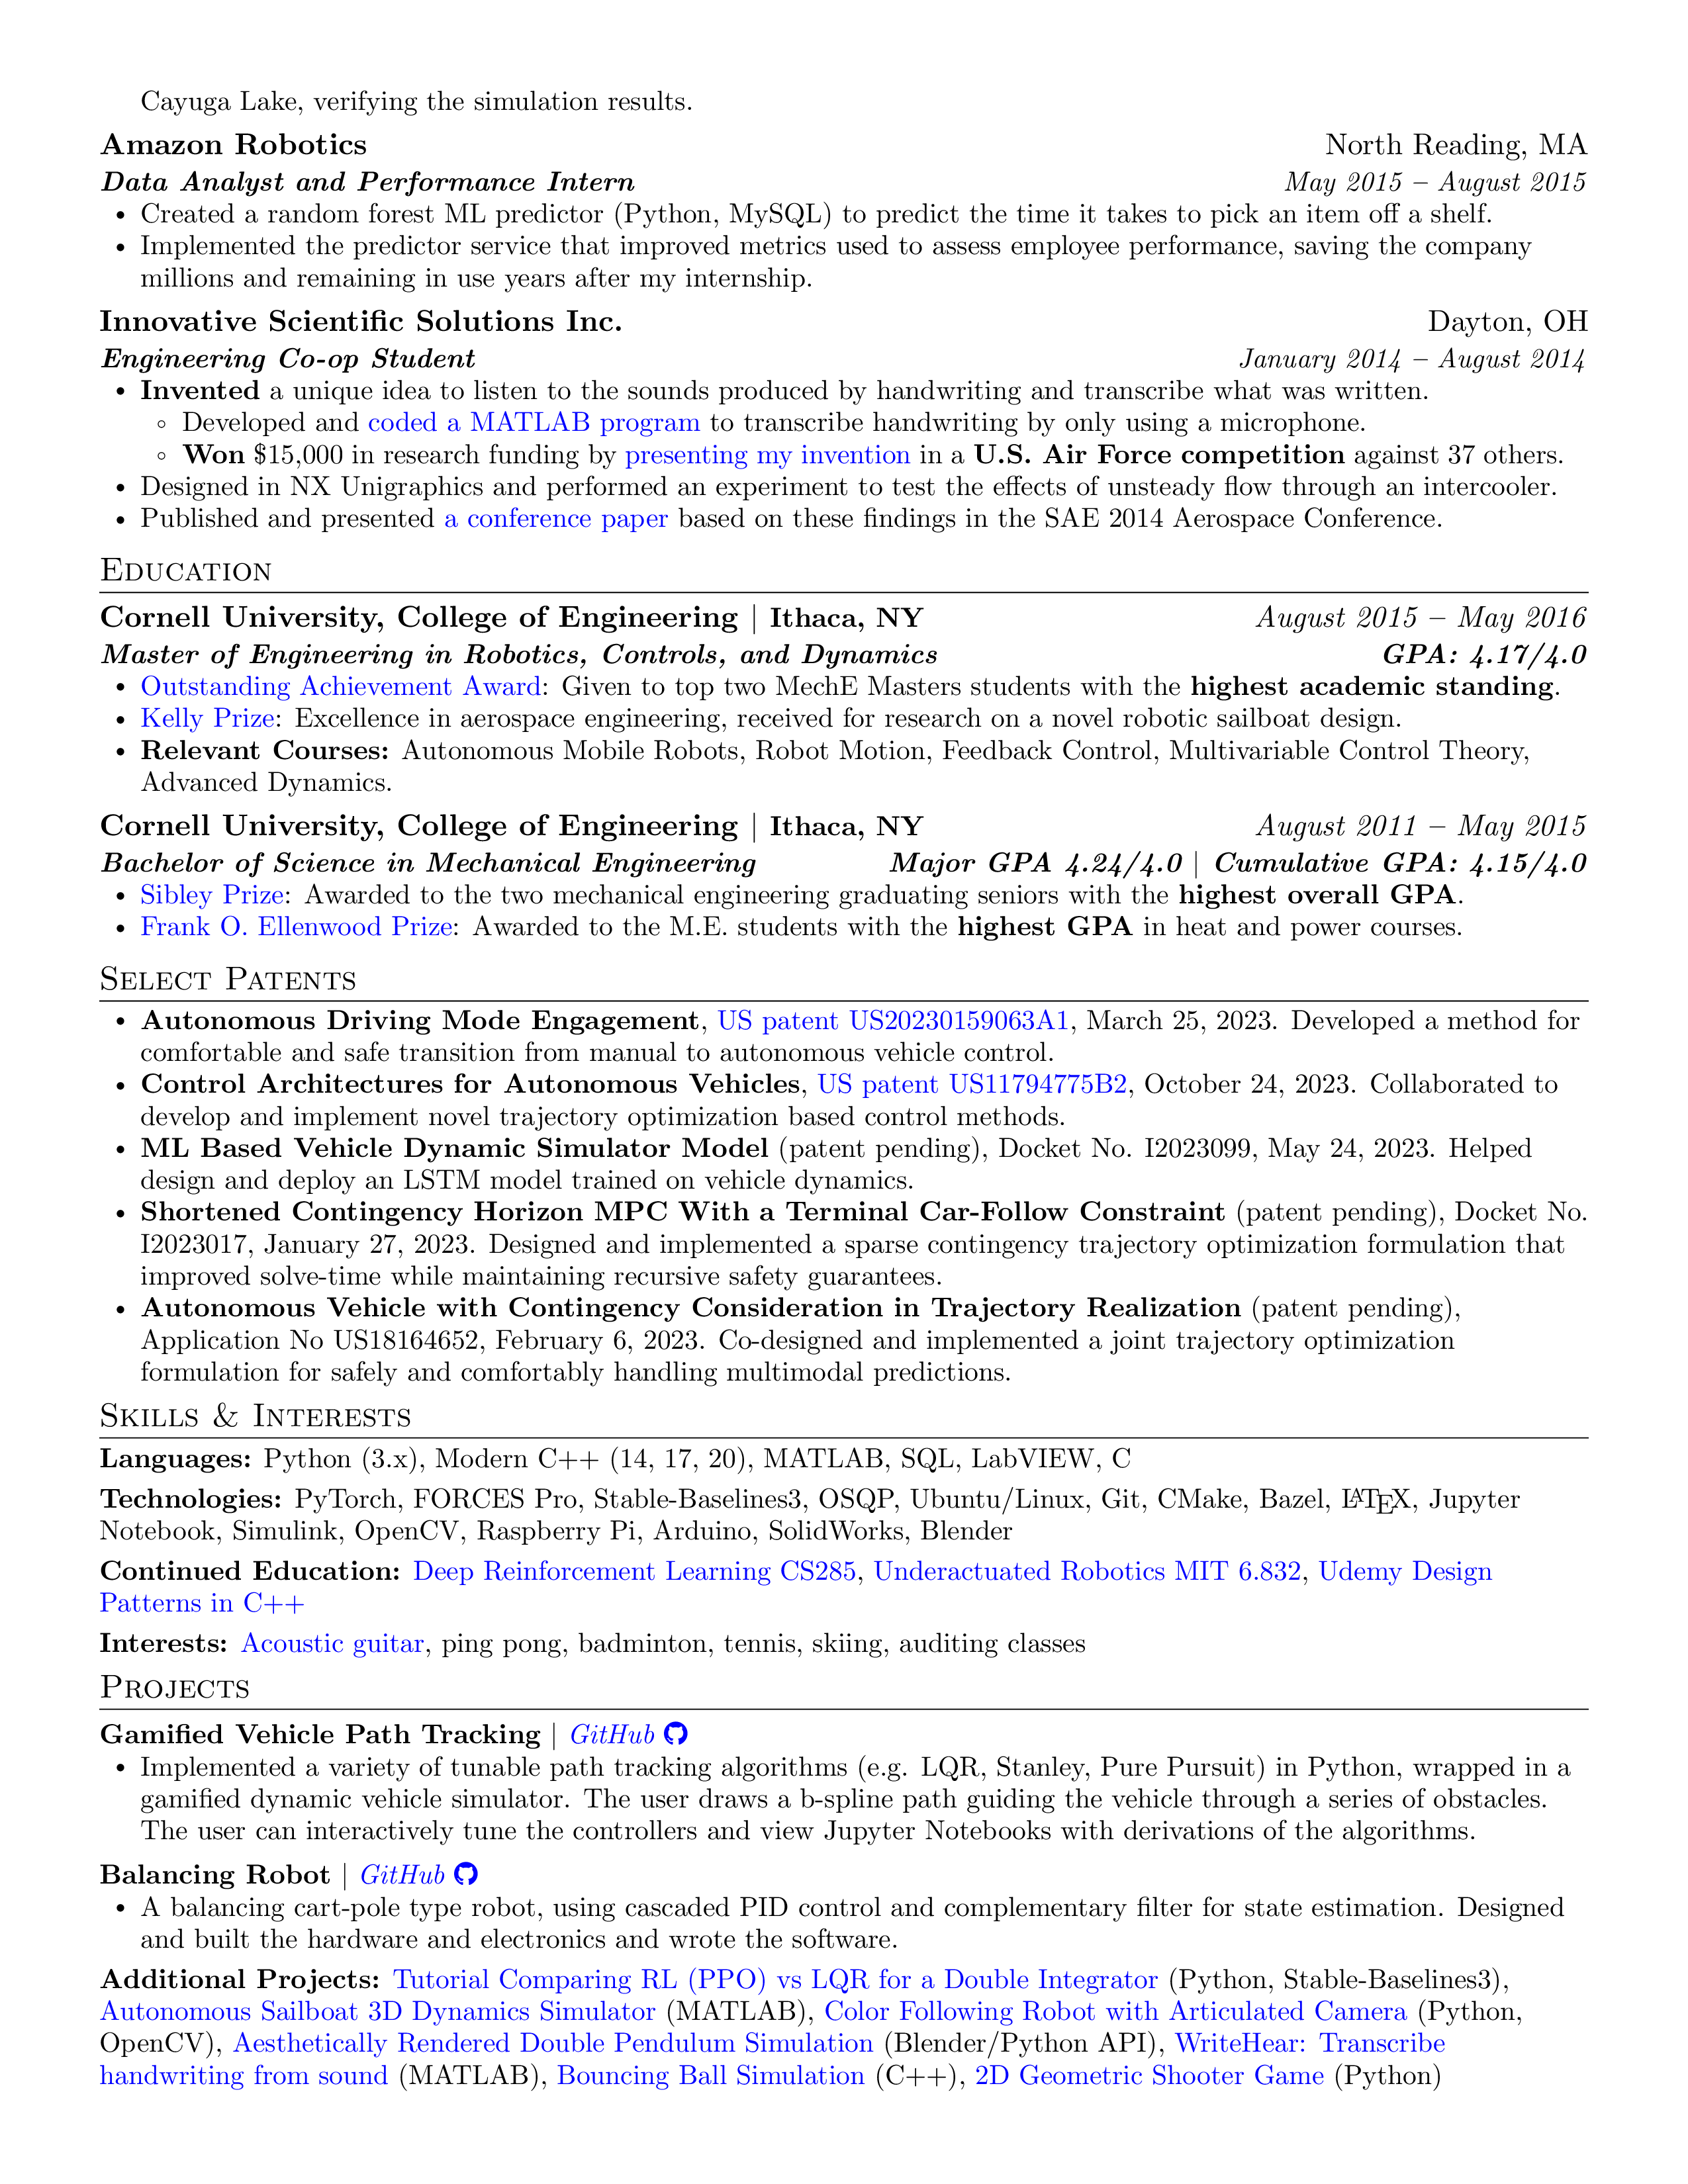 Cayuga Lake, verifying the simulation results.
Amazon Robotics North Reading, MA
Data Analyst and Performance Intern May 2015 – August 2015
• Created a random forest ML predictor (Python, MySQL) to predict the time it takes to pick an item off a shelf.
• Implemented the predictor service that improved metrics used to assess employee performance, saving the company
millions and remaining in use years after my internship.
Innovative Scientific Solutions Inc. Dayton, OH
Engineering Co-op Student January 2014 – August 2014
• Invented a unique idea to listen to the sounds produced by handwriting and transcribe what was written.
◦ Developed and coded a MATLAB program to transcribe handwriting by only using a microphone.
◦ Won $15,000 in research funding by presenting my invention in a U.S. Air Force competition against 37 others.
• Designed in NX Unigraphics and performed an experiment to test the effects of unsteady flow through an intercooler.
• Published and presented a conference paper based on these findings in the SAE 2014 Aerospace Conference.
Education
Cornell University, College of Engineering | Ithaca, NY August 2015 – May 2016
Master of Engineering in Robotics, Controls, and Dynamics GPA: 4.17/4.0
• Outstanding Achievement Award: Given to top two MechE Masters students with the highest academic standing.
• Kelly Prize: Excellence in aerospace engineering, received for research on a novel robotic sailboat design.
• Relevant Courses: Autonomous Mobile Robots, Robot Motion, Feedback Control, Multivariable Control Theory,
Advanced Dynamics.
Cornell University, College of Engineering | Ithaca, NY August 2011 – May 2015
Bachelor of Science in Mechanical Engineering Major GPA 4.24/4.0 | Cumulative GPA: 4.15/4.0
• Sibley Prize: Awarded to the two mechanical engineering graduating seniors with the highest overall GPA.
• Frank O. Ellenwood Prize: Awarded to the M.E. students with the highest GPA in heat and power courses.
Select Patents
• Autonomous Driving Mode Engagement, US patent US20230159063A1, March 25, 2023. Developed a method for
comfortable and safe transition from manual to autonomous vehicle control.
• Control Architectures for Autonomous Vehicles, US patent US11794775B2, October 24, 2023. Collaborated to
develop and implement novel trajectory optimization based control methods.
• ML Based Vehicle Dynamic Simulator Model (patent pending), Docket No. I2023099, May 24, 2023. Helped
design and deploy an LSTM model trained on vehicle dynamics.
• Shortened Contingency Horizon MPC With a Terminal Car-Follow Constraint (patent pending), Docket No.
I2023017, January 27, 2023. Designed and implemented a sparse contingency trajectory optimization formulation that
improved solve-time while maintaining recursive safety guarantees.
• Autonomous Vehicle with Contingency Consideration in Trajectory Realization (patent pending),
Application No US18164652, February 6, 2023. Co-designed and implemented a joint trajectory optimization
formulation for safely and comfortably handling multimodal predictions.
Skills & Interests
Languages: Python (3.x), Modern C++ (14, 17, 20), MATLAB, SQL, LabVIEW, C
Technologies: PyTorch, FORCES Pro, Stable-Baselines3, OSQP, Ubuntu/Linux, Git, CMake, Bazel, LATEX, Jupyter
Notebook, Simulink, OpenCV, Raspberry Pi, Arduino, SolidWorks, Blender
Continued Education: Deep Reinforcement Learning CS285, Underactuated Robotics MIT 6.832, Udemy Design
Patterns in C++
Interests: Acoustic guitar, ping pong, badminton, tennis, skiing, auditing classes
Projects
Gamified Vehicle Path Tracking | GitHub
• Implemented a variety of tunable path tracking algorithms (e.g. LQR, Stanley, Pure Pursuit) in Python, wrapped in a
gamified dynamic vehicle simulator. The user draws a b-spline path guiding the vehicle through a series of obstacles.
The user can interactively tune the controllers and view Jupyter Notebooks with derivations of the algorithms.
Balancing Robot | GitHub
• A balancing cart-pole type robot, using cascaded PID control and complementary filter for state estimation. Designed
and built the hardware and electronics and wrote the software.
Additional Projects: Tutorial Comparing RL (PPO) vs LQR for a Double Integrator (Python, Stable-Baselines3),
Autonomous Sailboat 3D Dynamics Simulator (MATLAB), Color Following Robot with Articulated Camera (Python,
OpenCV), Aesthetically Rendered Double Pendulum Simulation (Blender/Python API), WriteHear: Transcribe
handwriting from sound (MATLAB), Bouncing Ball Simulation (C++), 2D Geometric Shooter Game (Python)